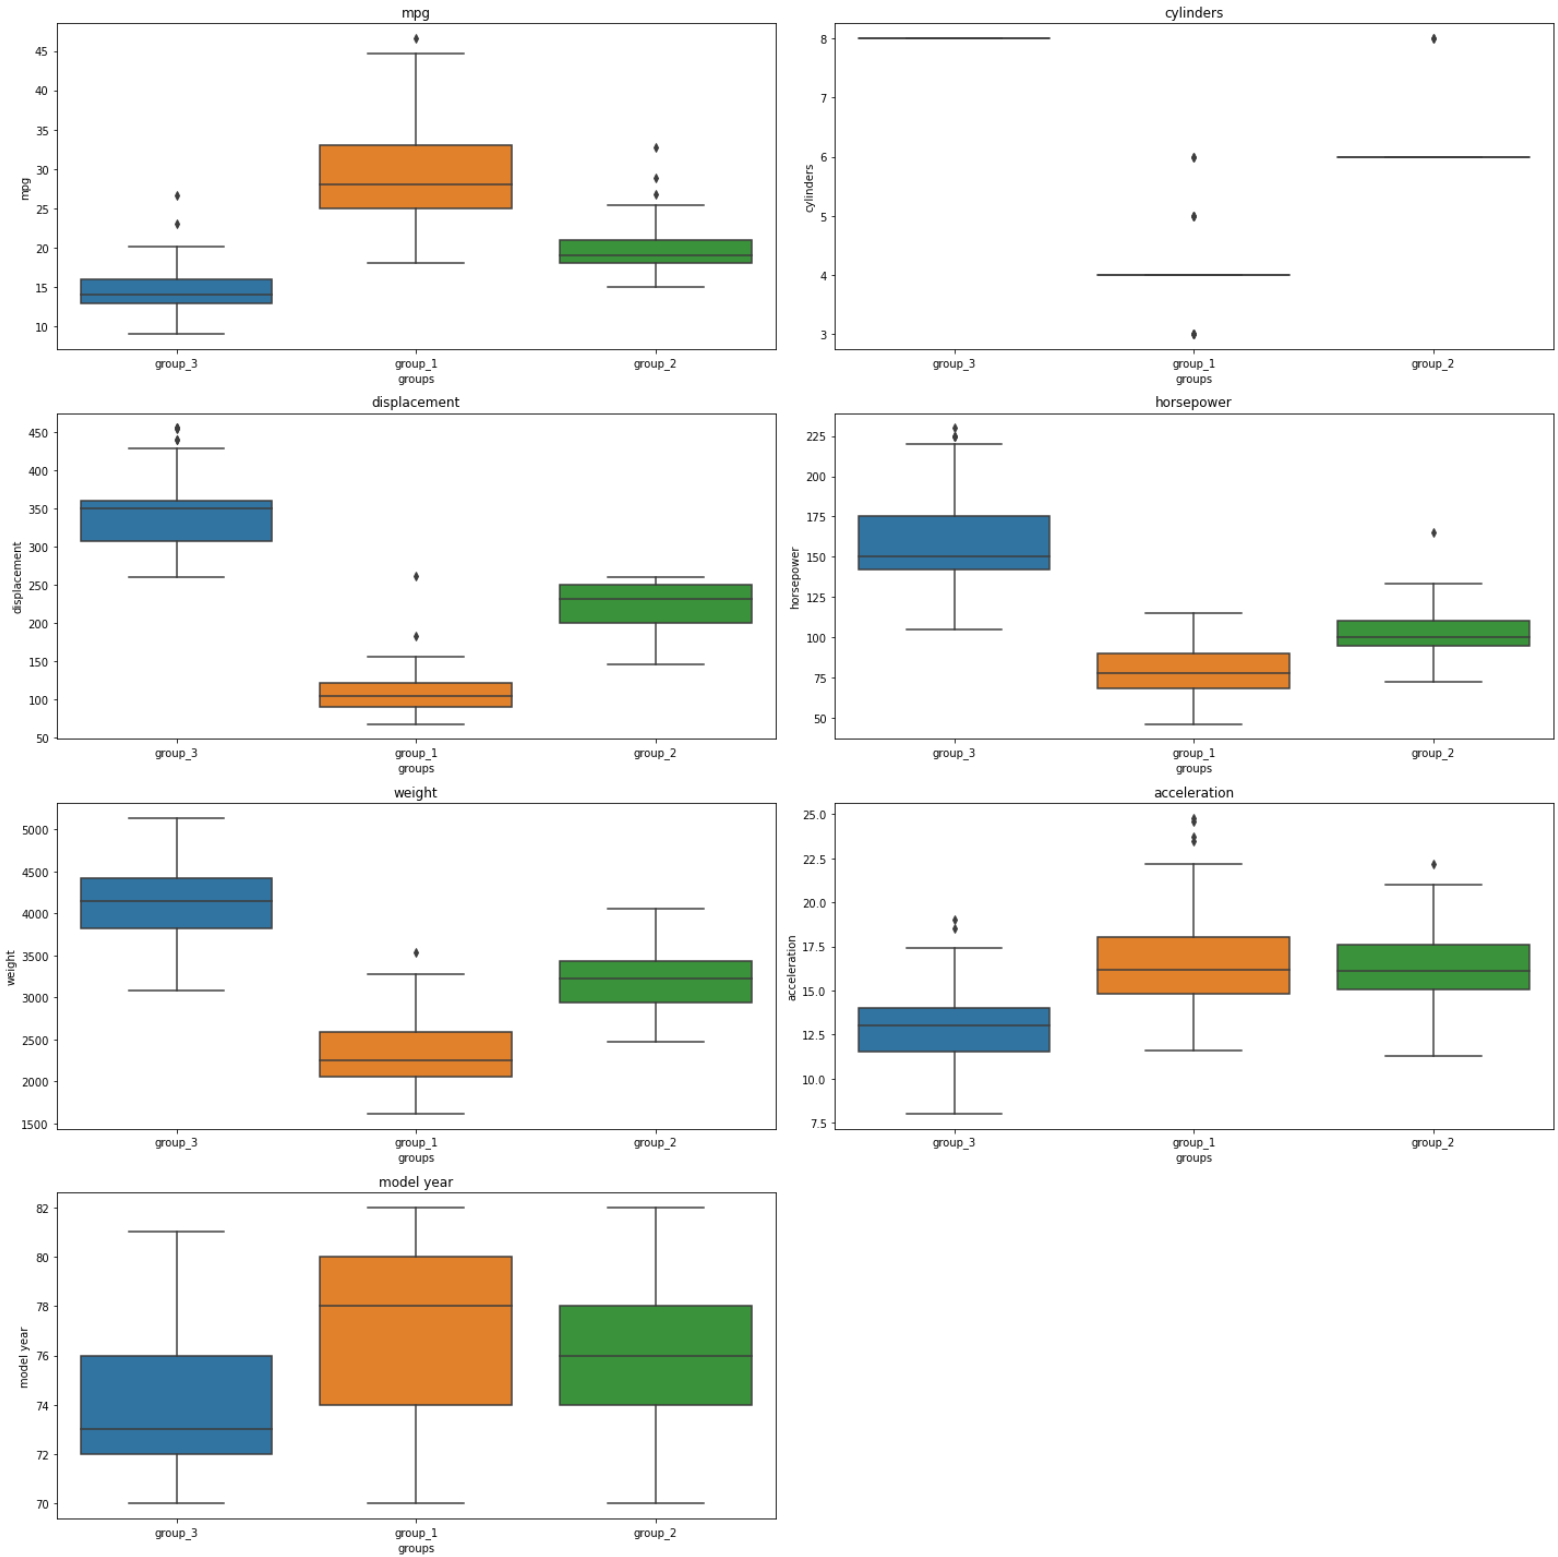 mpg
mpg
45
40
35
30
25
20
15
10
group_3 group_1 group_2
groups
cylinders
cylinders
8
7
6
5
4
3
group_3 group_1 group_2
groups
displacement
displacement
450
400
350
300
250
200
150
100
50
group_3 group_1 group_2
groups
horsepower
horsepower
225
200
175
150
125
100
75
50
group_3 group_1 group_2
groups
weight
weight
5000
4500
4000
3500
3000
2500
2000
1500
group_3 group_1 group_2
groups
acceleration
acceleration
25.0
22.5
20.0
17.5
15.0
12.5
10.0
7.5
group_3 group_1 group_2
groups
model year
model year
82
80
78
76
74
72
70
group_3 group_1 group_2
groups